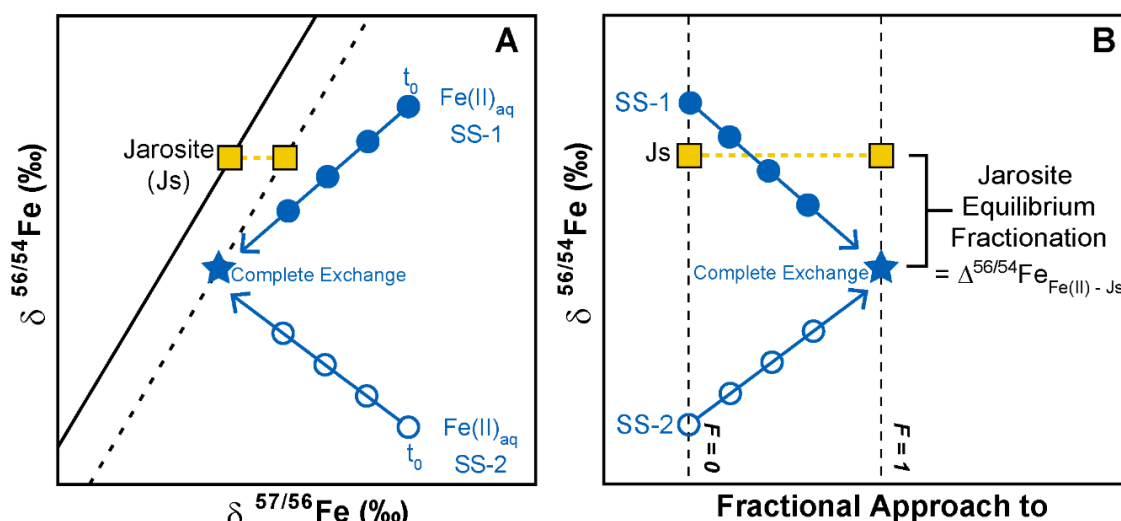 A
t₀
Fe(II)aq
SS-1
Jarosite
(Js)
Complete Exchange
Fe(II)aq
SS-2
t₀
δ 56/54Fe (‰)
δ 57/56Fe (‰)
B
SS-1
Js
Complete Exchange
SS-2
F = 0
F = 1
Jarosite
Equilibrium
Fractionation
= Δ56/54FeFe(II) - Js
δ 56/54Fe (‰)
Fractional Approach to